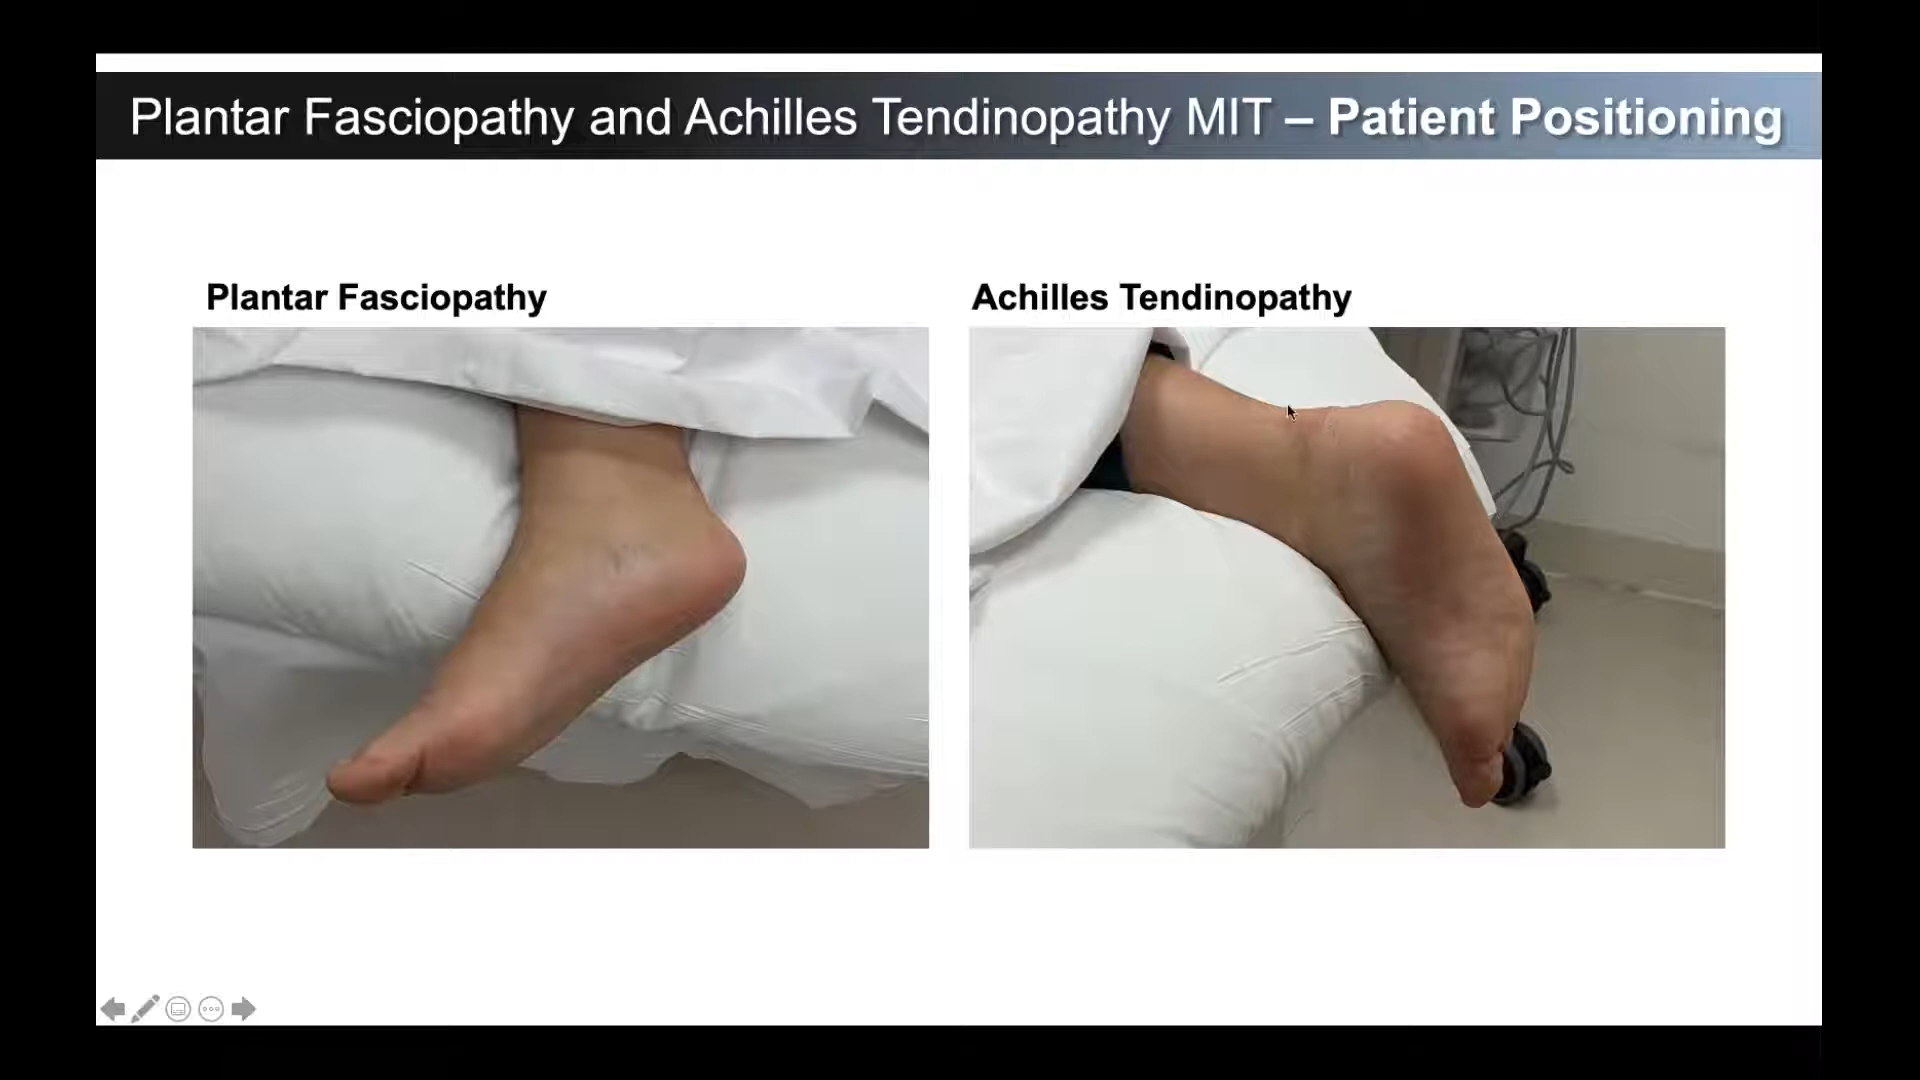 Plantar Fasciopathy and Achilles Tendinopathy MIT – Patient Positioning
Plantar Fasciopathy
Achilles Tendinopathy